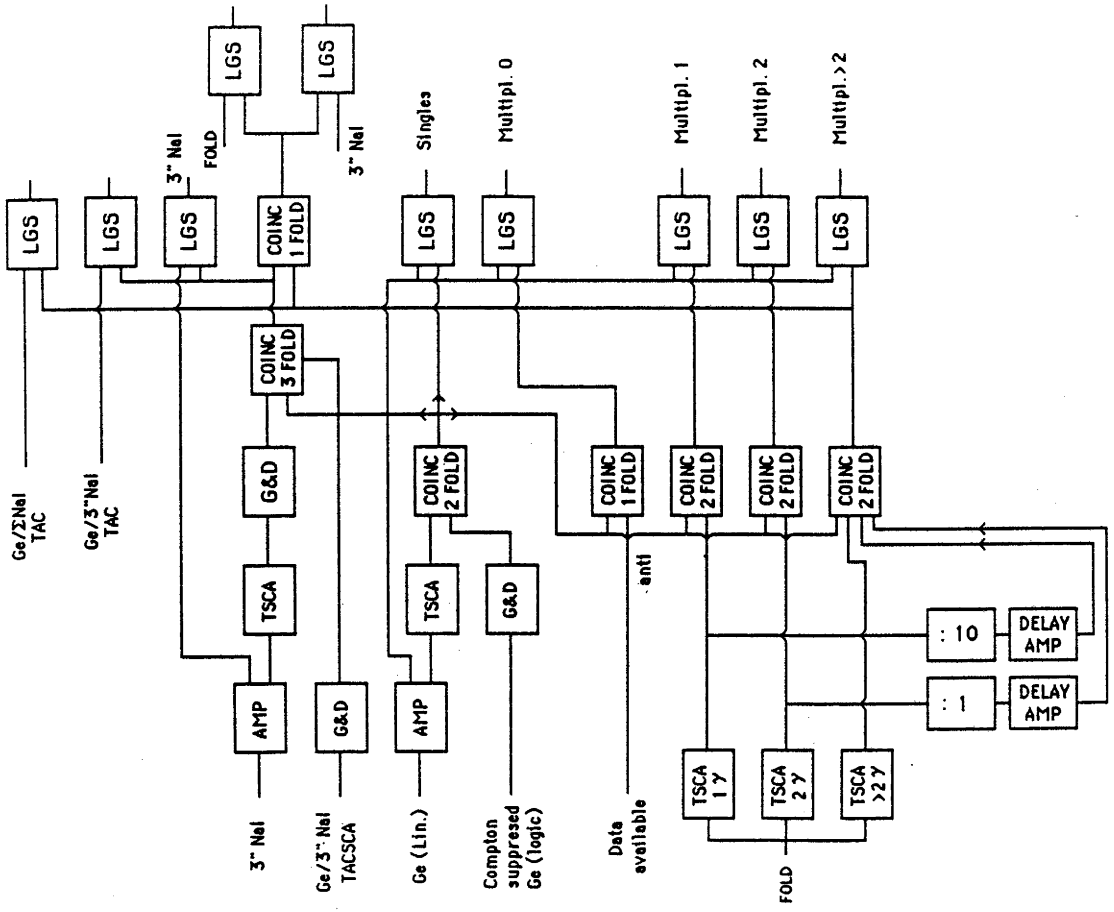 LGS
LGS
FOLD
3" NaI
LGS
LGS
LGS
3" NaI
COINC
1 FOLD
LGS
Singles
LGS
Multipl. 0
LGS
Multipl. 1
LGS
Multipl. 2
LGS
Multipl. >2
COINC
3 FOLD
Ge/ΣNaI
TAC
Ge/3"NaI
TAC
G&D
COINC
2 FOLD
COINC
1 FOLD
COINC
2 FOLD
COINC
2 FOLD
COINC
2 FOLD
anti
TSCA
TSCA
G&D
: 10
DELAY
AMP
: 1
DELAY
AMP
AMP
G&D
AMP
TSCA
1 γ
TSCA
2 γ
TSCA
>2 γ
3" NaI
Ge/3" NaI
TACSCA
Ge (Lin.)
Compton
suppresed
Ge (logic)
Data
available
FOLD